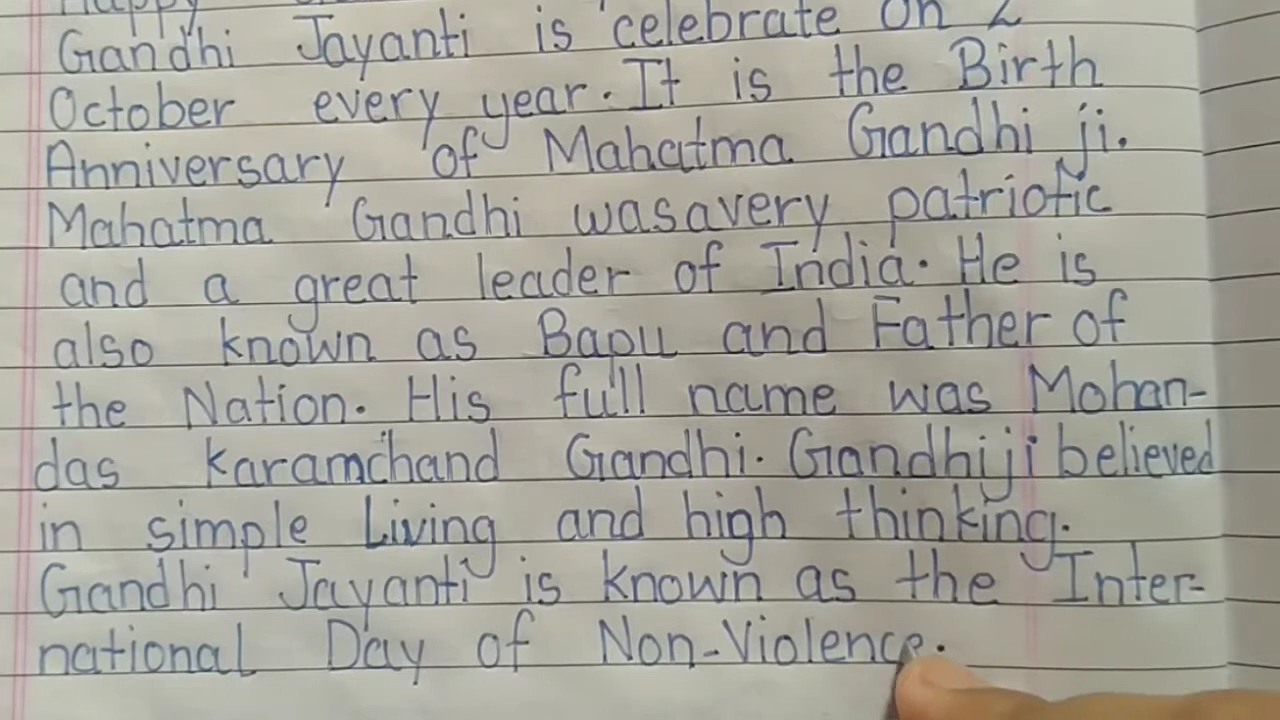 Happy
Gandhi Jayanti is celebrate on 2
October every year. It is the Birth
Anniversary of Mahatma Gandhi ji.
Mahatma Gandhi wasavery patriotic
and a great leader of India. He is
also known as Bapu and Father of
the Nation. His full name was Mohan-
das Karamchand Gandhi. Gandhiji believed
in simple Living and high thinking.
Gandhi Jayanti is known as the Inter-
national Day of Non-Violence.